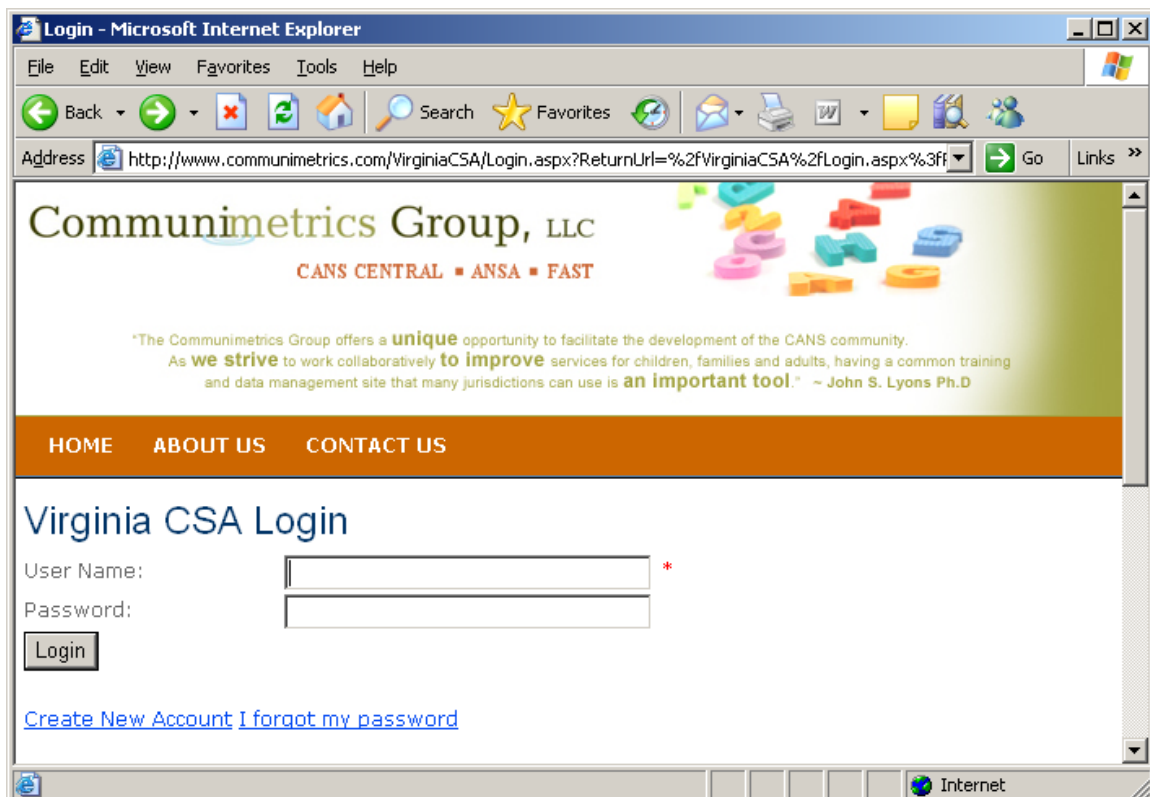 Login - Microsoft Internet Explorer
File Edit View Favorites Tools Help
Back Search Favorites
Address http://www.communimetrics.com/VirginiaCSA/Login.aspx?ReturnUrl=%2fVirginiaCSA%2fLogin.aspx%3f Go Links »
Communimetrics Group, LLC
CANS CENTRAL ▪ ANSA ▪ FAST
"The Communimetrics Group offers a unique opportunity to facilitate the development of the CANS community.
As we strive to work collaboratively to improve services for children, families and adults, having a common training
and data management site that many jurisdictions can use is an important tool." ~ John S. Lyons Ph.D
HOME ABOUT US CONTACT US
Virginia CSA Login
User Name: *
Password:
Login
Create New Account I forgot my password
Internet